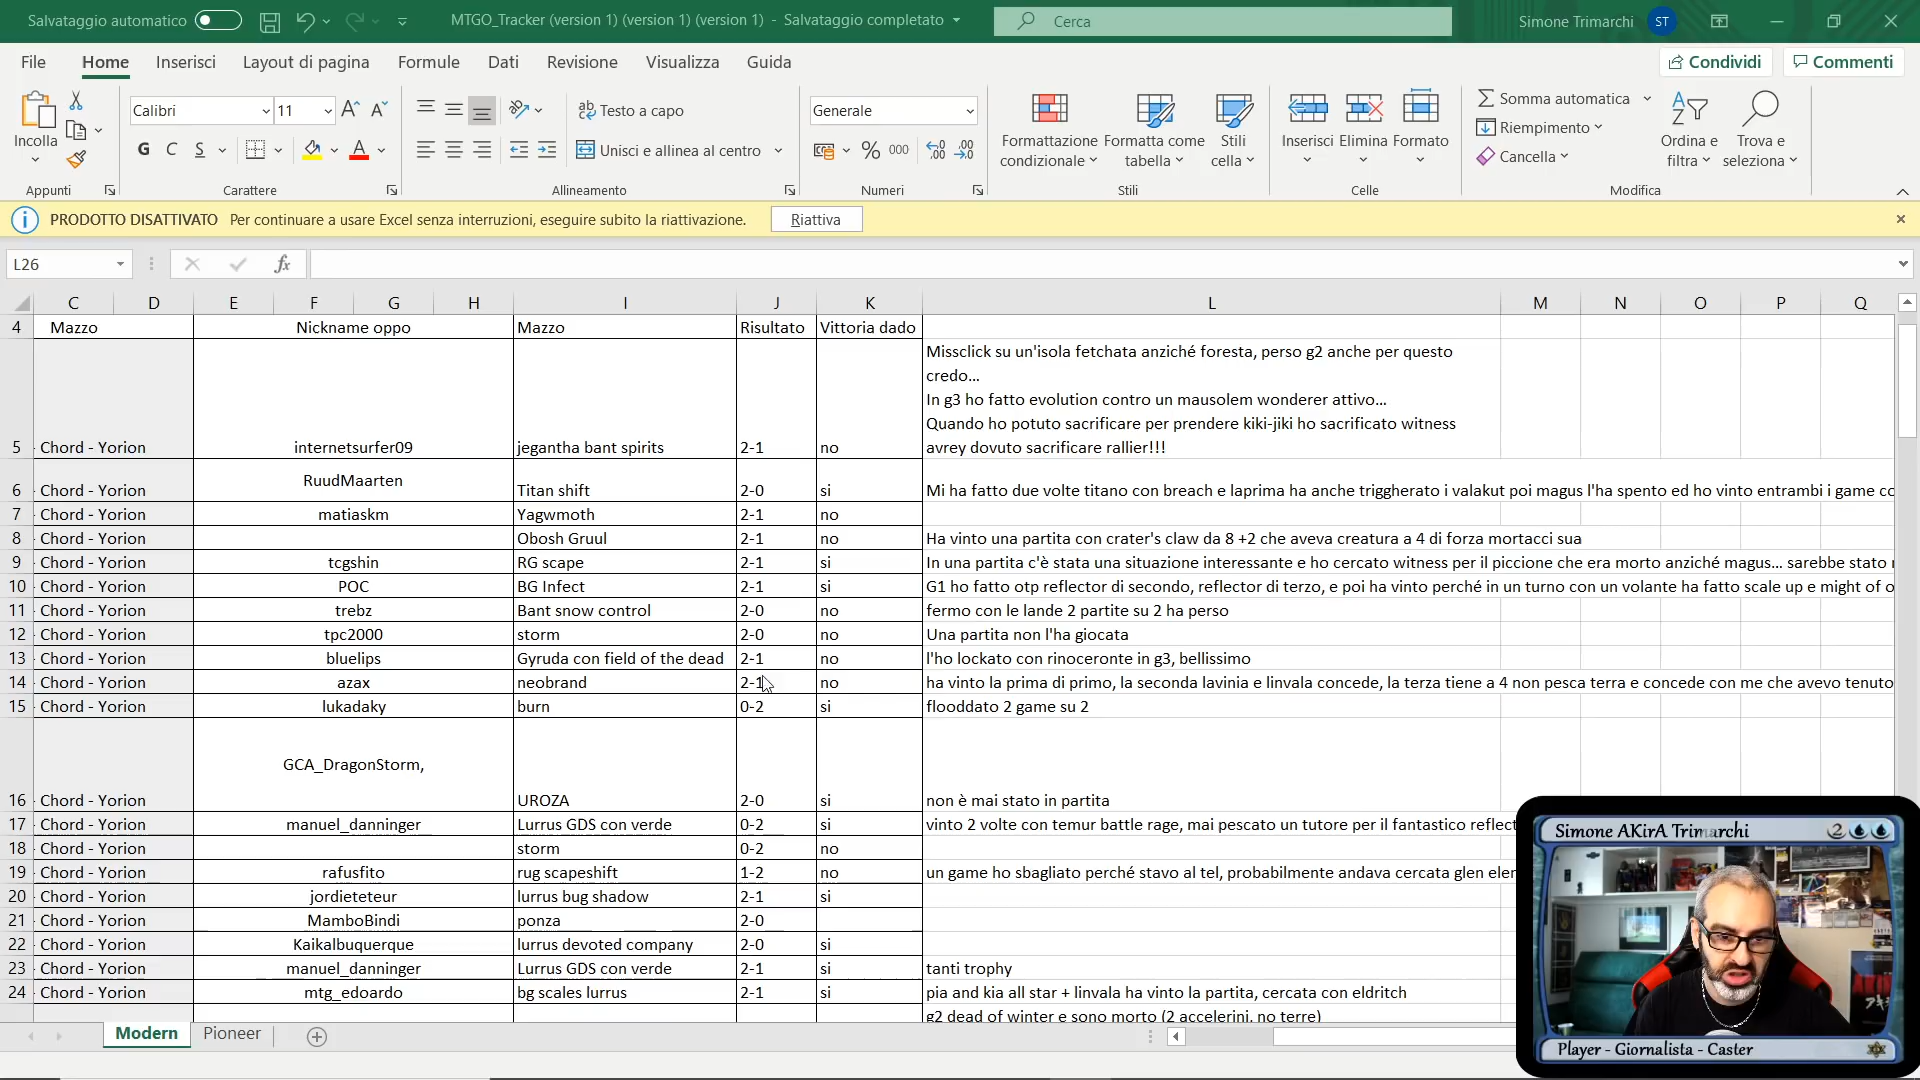 Salvataggio automatico
MTGO_Tracker (version 1) (version 1) (version 1) - Salvataggio completato
Cerca
Simone Trimarchi ST
File Home Inserisci Layout di pagina Formule Dati Revisione Visualizza Guida
Condividi Commenti
Incolla
Appunti
Calibri 11
G C S
Carattere
Testo a capo
Unisci e allinea al centro
Allineamento
Generale
% 000
Numeri
Formattazione condizionale
Formatta come tabella
Stili cella
Stili
Inserisci Elimina Formato
Celle
Somma automatica
Riempimento
Cancella
Ordina e filtra
Trova e seleziona
Modifica
PRODOTTO DISATTIVATO Per continuare a usare Excel senza interruzioni, eseguire subito la riattivazione. Riattiva
L26 fx
C D E F G H I J K L M N O P Q
4 Mazzo Nickname oppo Mazzo Risultato Vittoria dado
Missclick su un'isola fetchata anziché foresta, perso g2 anche per questo
credo...
In g3 ho fatto evolution contro un mausolem wonderer attivo...
Quando ho potuto sacrificare per prendere kiki-jiki ho sacrificato witness
5 Chord - Yorion internetsurfer09 jegantha bant spirits 2-1 no avrey dovuto sacrificare rallier!!!
6 Chord - Yorion RuudMaarten Titan shift 2-0 si Mi ha fatto due volte titano con breach e laprima ha anche triggherato i valakut poi magus l'ha spento ed ho vinto entrambi i game
7 Chord - Yorion matiaskm Yagwmoth 2-1 no
8 Chord - Yorion Obosh Gruul 2-1 no Ha vinto una partita con crater's claw da 8 +2 che aveva creatura a 4 di forza mortacci sua
9 Chord - Yorion tcgshin RG scape 2-1 si In una partita c'è stata una situazione interessante e ho cercato witness per il piccione che era morto anziché magus... sarebbe stato
10 Chord - Yorion POC BG Infect 2-1 si G1 ho fatto otp reflector di secondo, reflector di terzo, e poi ha vinto perché in un turno con un volante ha fatto scale up e might of
11 Chord - Yorion trebz Bant snow control 2-0 no fermo con le lande 2 partite su 2 ha perso
12 Chord - Yorion tpc2000 storm 2-0 no Una partita non l'ha giocata
13 Chord - Yorion bluelips Gyruda con field of the dead 2-1 no l'ho lockato con rinoceronte in g3, bellissimo
14 Chord - Yorion azax neobrand 2-1 no ha vinto la prima di primo, la seconda lavinia e linvala concede, la terza tiene a 4 non pesca terra e concede con me che avevo tenuto
15 Chord - Yorion lukadaky burn 0-2 si flooddato 2 game su 2
16 Chord - Yorion GCA_DragonStorm, UROZA 2-0 si non è mai stato in partita
17 Chord - Yorion manuel_danninger Lurrus GDS con verde 0-2 si vinto 2 volte con temur battle rage, mai pescato un tutore per il fantastico
18 Chord - Yorion storm 0-2 no
19 Chord - Yorion rafusfito rug scapeshift 1-2 no un game ho sbagliato perché stavo al tel, probabilmente andava cercata glen
20 Chord - Yorion jordieteteur lurrus bug shadow 2-1 si
21 Chord - Yorion MamboBindi ponza 2-0
22 Chord - Yorion Kaikalbuquerque lurrus devoted company 2-0 si
23 Chord - Yorion manuel_danninger Lurrus GDS con verde 2-1 si tanti trophy
24 Chord - Yorion mtg_edoardo bg scales lurrus 2-1 si pia and kia all star + linvala ha vinto la partita, cercata con eldritch
g2 dead of winter e sono morto (2 accelerini, no terre)
Modern Pioneer
Simone AKirA Trimarchi 2
Player - Giornalista - Caster